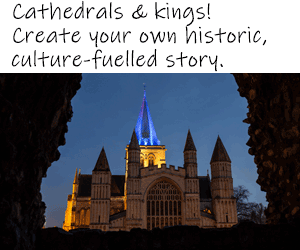 Cathedrals & kings!
Create your own historic,
culture-fuelled story.